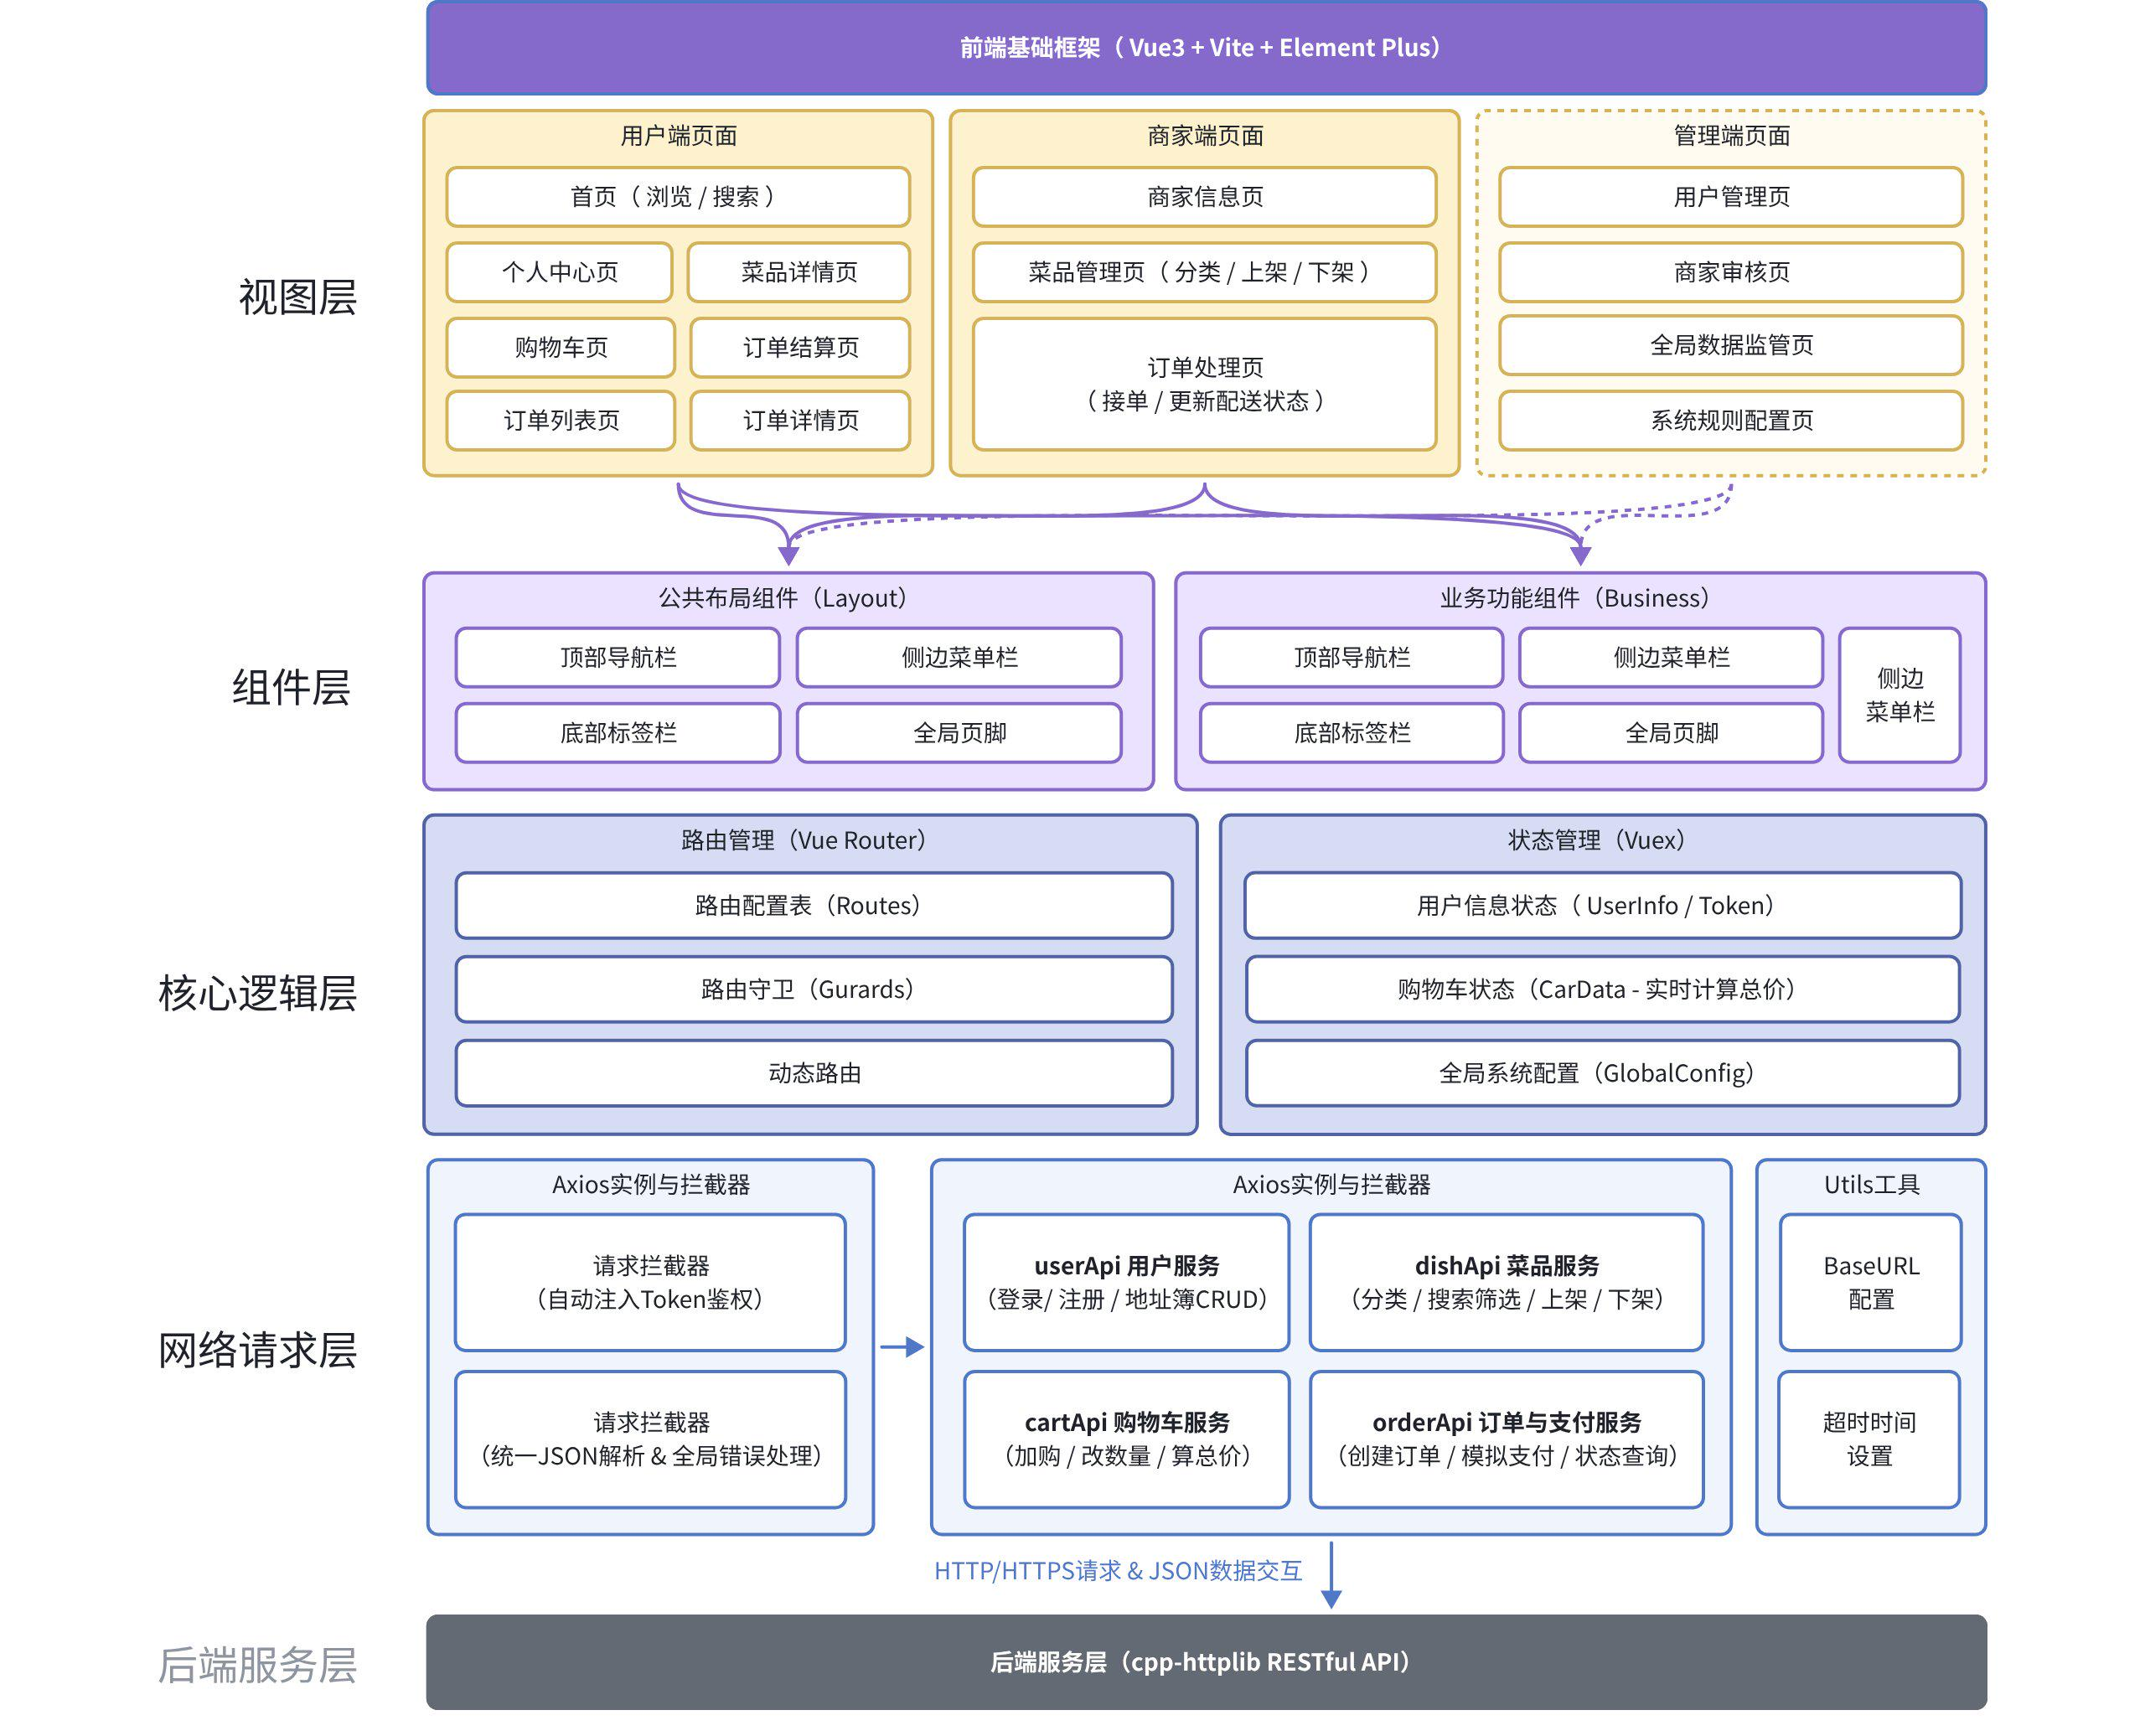 前端基础框架（ Vue3 + Vite + Element Plus）
视图层
用户端页面
首页（ 浏览 / 搜索 ）
个人中心页
菜品详情页
购物车页
订单结算页
订单列表页
订单详情页
商家端页面
商家信息页
菜品管理页（ 分类 / 上架 / 下架 ）
订单处理页
（ 接单 / 更新配送状态 ）
管理端页面
用户管理页
商家审核页
全局数据监管页
系统规则配置页
组件层
公共布局组件（Layout）
顶部导航栏
侧边菜单栏
底部标签栏
全局页脚
业务功能组件（Business）
顶部导航栏
侧边菜单栏
底部标签栏
全局页脚
侧边
菜单栏
核心逻辑层
路由管理（Vue Router）
路由配置表（Routes）
路由守卫（Gurards）
动态路由
状态管理（Vuex）
用户信息状态（ UserInfo / Token）
购物车状态（CarData - 实时计算总价）
全局系统配置（GlobalConfig）
网络请求层
Axios实例与拦截器
请求拦截器
（自动注入Token鉴权）
请求拦截器
（统一JSON解析 & 全局错误处理）
Axios实例与拦截器
userApi 用户服务
（登录/ 注册 / 地址簿CRUD）
dishApi 菜品服务
（分类 / 搜索筛选 / 上架 / 下架）
cartApi 购物车服务
（加购 / 改数量 / 算总价）
orderApi 订单与支付服务
（创建订单 / 模拟支付 / 状态查询）
Utils工具
BaseURL
配置
超时时间
设置
HTTP/HTTPS请求 & JSON数据交互
后端服务层
后端服务层（cpp-httplib RESTful API）